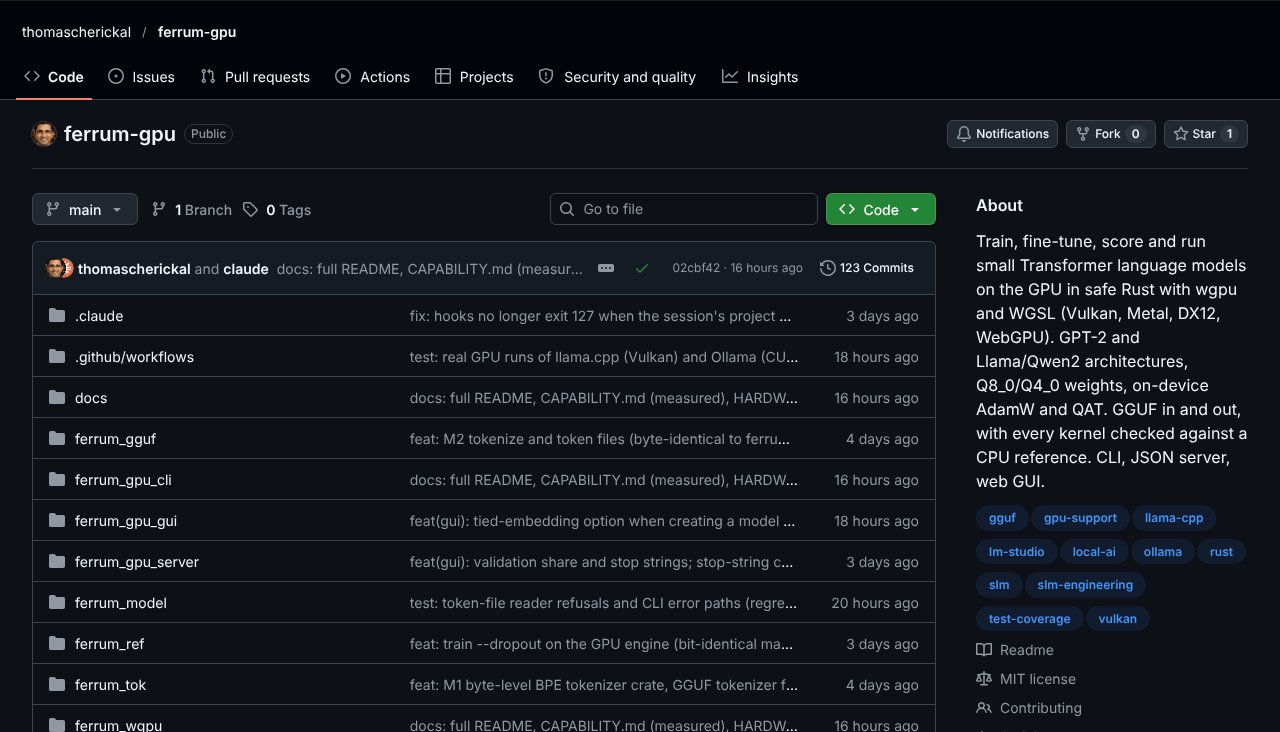 thomascherickal / ferrum-gpu
Code Issues Pull requests Actions Projects Security and quality Insights
ferrum-gpu Public Notifications Fork 0 Star 1
main 1 Branch 0 Tags Go to file Code
thomascherickal and claude docs: full README, CAPABILITY.md (measur... 02cbf42 · 16 hours ago 123 Commits
.claude fix: hooks no longer exit 127 when the session's project ... 3 days ago
.github/workflows test: real GPU runs of llama.cpp (Vulkan) and Ollama (CU... 18 hours ago
docs docs: full README, CAPABILITY.md (measured), HARDW... 16 hours ago
ferrum_gguf feat: M2 tokenize and token files (byte-identical to ferru... 4 days ago
ferrum_gpu_cli docs: full README, CAPABILITY.md (measured), HARDW... 16 hours ago
ferrum_gpu_gui feat(gui): tied-embedding option when creating a model ... 18 hours ago
ferrum_gpu_server feat(gui): validation share and stop strings; stop-string c... 3 days ago
ferrum_model test: token-file reader refusals and CLI error paths (regre... 20 hours ago
ferrum_ref feat: train --dropout on the GPU engine (bit-identical ma... 3 days ago
ferrum_tok feat: M1 byte-level BPE tokenizer crate, GGUF tokenizer f... 4 days ago
ferrum_wgpu docs: full README, CAPABILITY.md (measured), HARDW... 16 hours ago
About
Train, fine-tune, score and run
small Transformer language models
on the GPU in safe Rust with wgpu
and WGSL (Vulkan, Metal, DX12,
WebGPU). GPT-2 and
Llama/Qwen2 architectures,
Q8_0/Q4_0 weights, on-device
AdamW and QAT. GGUF in and out,
with every kernel checked against a
CPU reference. CLI, JSON server,
web GUI.
gguf gpu-support llama-cpp
lm-studio local-ai ollama rust
slm slm-engineering
test-coverage vulkan
Readme
MIT license
Contributing